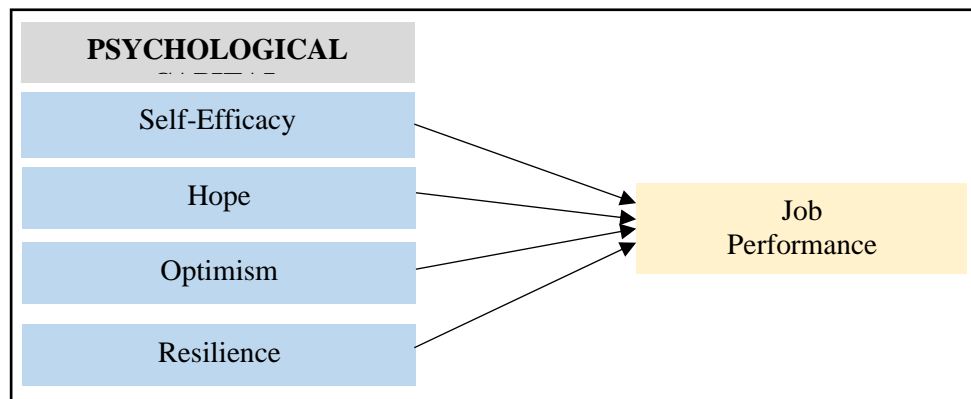 PSYCHOLOGICAL
Self-Efficacy
Hope
Optimism
Resilience
Job
Performance